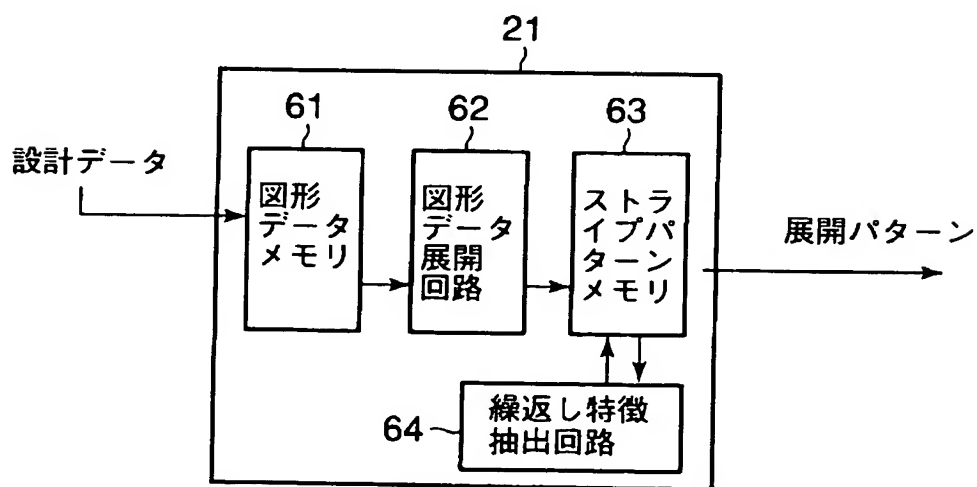 21
61
62
63
設計データ
図形
データ
メモリ
図形
データ
展開
回路
ストラ
イプパ
ターン
メモリ
展開パターン
64
繰返し特徴
抽出回路